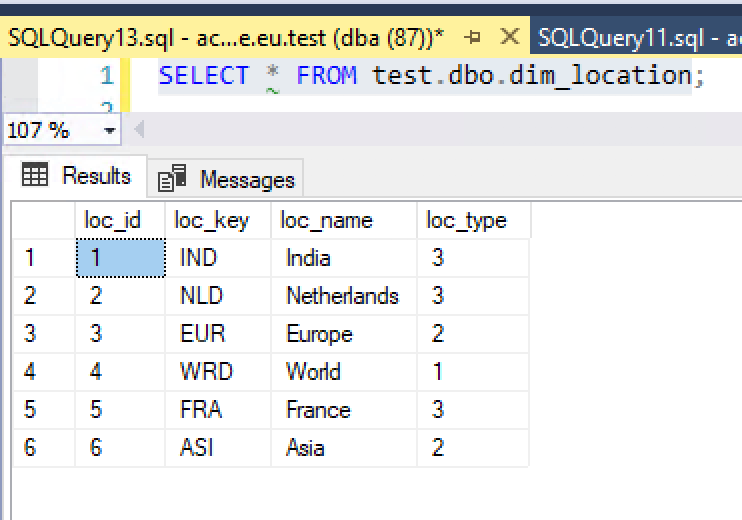 SQLQuery13.sql - ac...e.eu.test (dba (87))* SQLQuery11.sql - ac
1 SELECT * FROM test.dbo.dim_location;
2
107 %
Results Messages
loc_id loc_key loc_name loc_type
1 1 IND India 3
2 2 NLD Netherlands 3
3 3 EUR Europe 2
4 4 WRD World 1
5 5 FRA France 3
6 6 ASI Asia 2